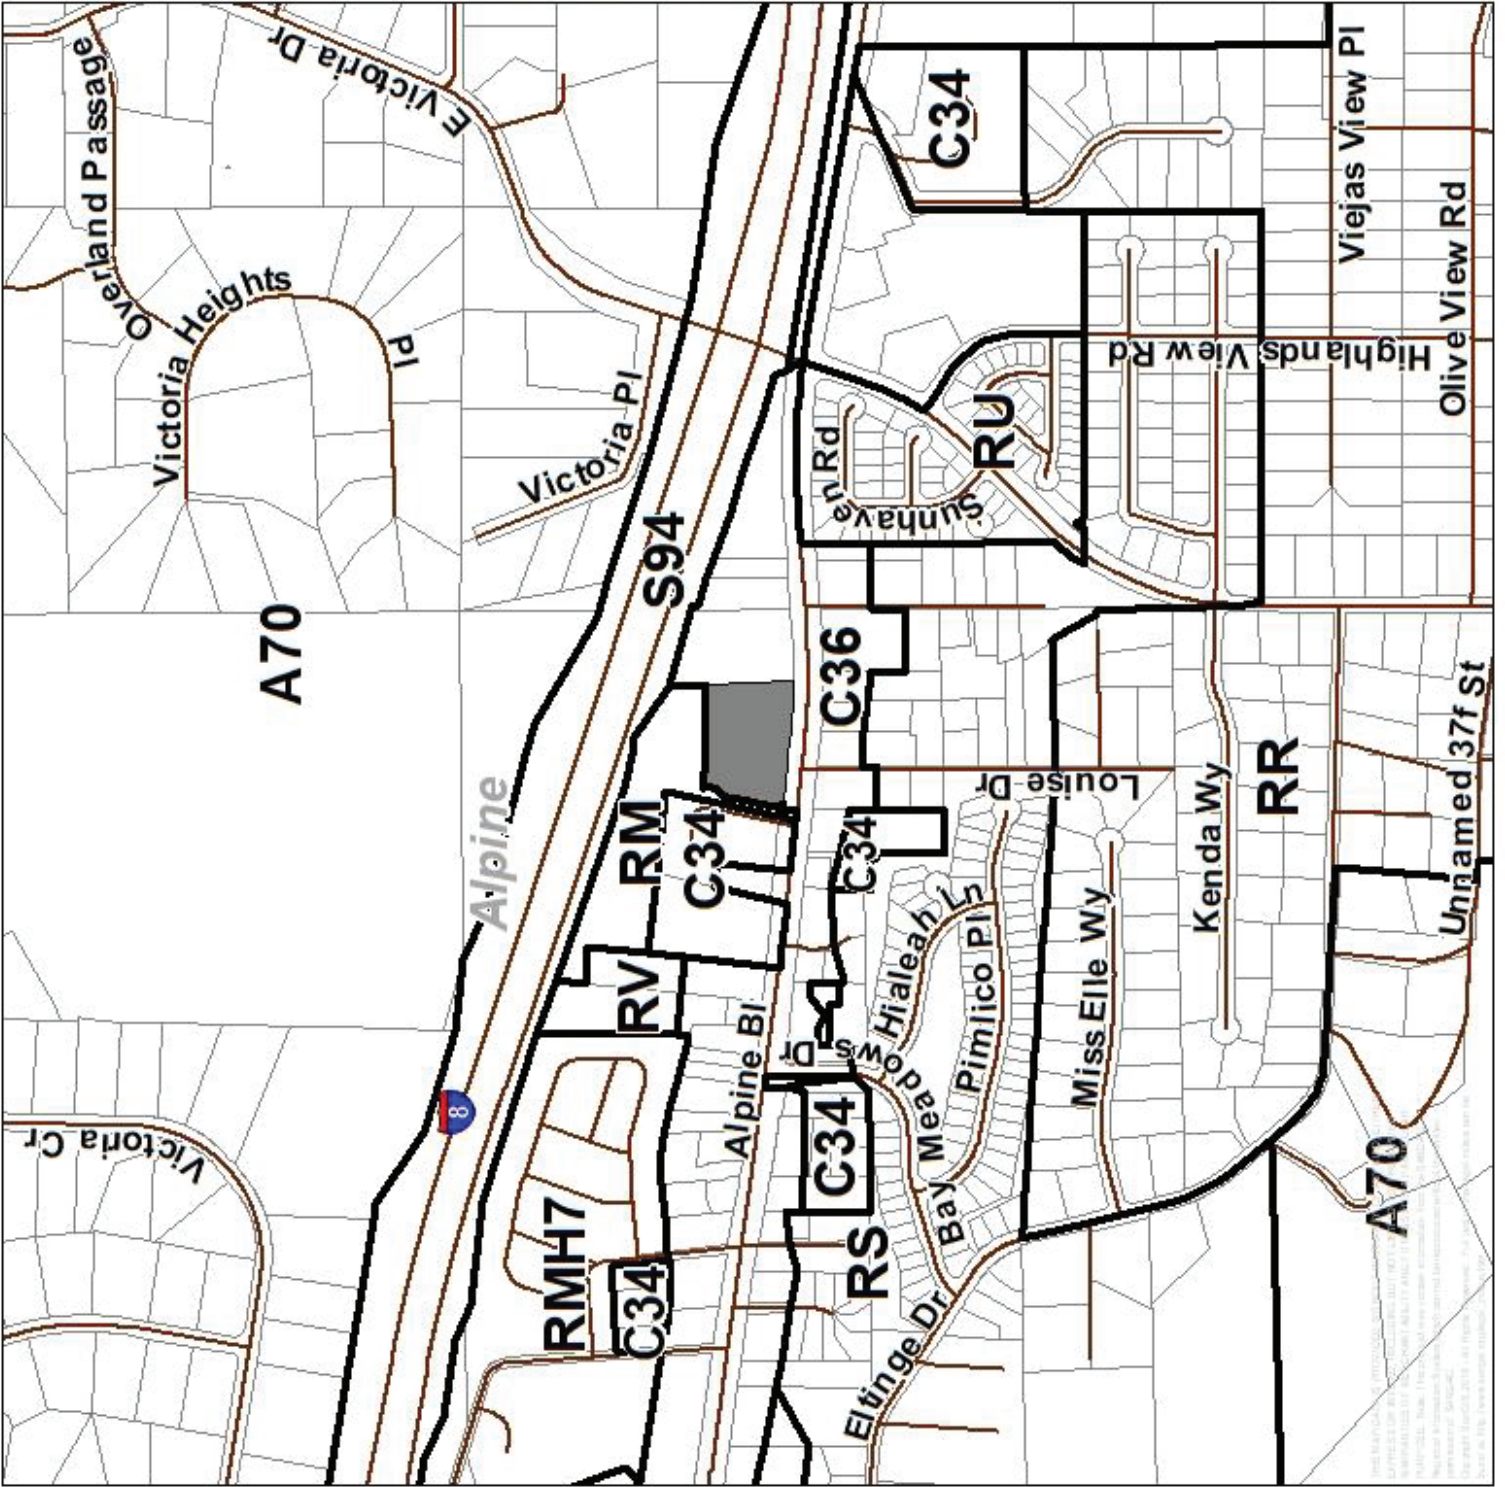 Overland Passage
E Victoria Dr
Victoria Heights
Pl
Victoria Pl
A70
Alpine
S94
8
Victoria Cr
C34
Viejas View Pl
Olive View Rd
Highlands View Rd
RU
Sunhaven Rd
C36
RM
C34
C34
RV
Louise Dr
Kenda Wy
RR
Unnamed 37f St
Miss Elle Wy
Hialeah Ln
Pimlico Pl
Bay Meadows Dr
Alpine Bl
C34
RS
RMH7
C34
Eltinge Dr
A70